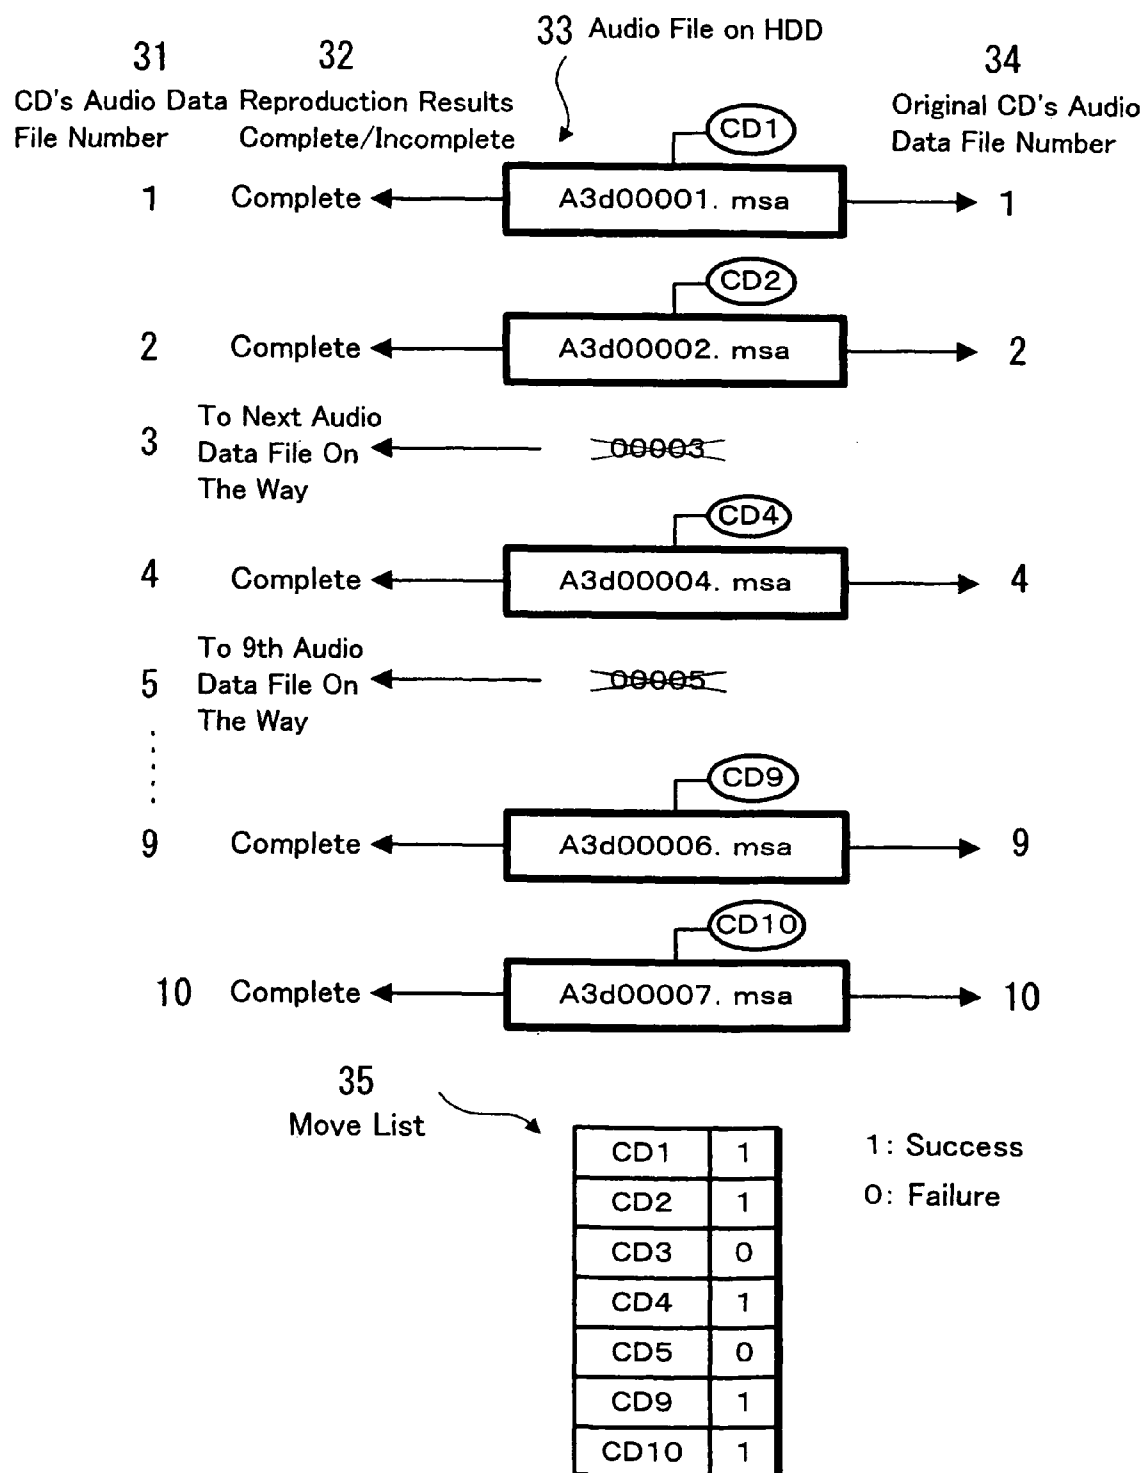 33 Audio File on HDD
31
32
34
CD's Audio Data
File Number
Reproduction Results
Complete/Incomplete
Original CD's Audio
Data File Number
CD1
1 Complete A3d00001. msa 1
CD2
2 Complete A3d00002. msa 2
3
To Next Audio
Data File On
The Way
00003
CD4
4 Complete A3d00004. msa 4
5
To 9th Audio
Data File On
The Way
00005
CD9
9 Complete A3d00006. msa 9
CD10
10 Complete A3d00007. msa 10
35
Move List
CD1 1
CD2 1
CD3 0
CD4 1
CD5 0
CD9 1
CD10 1
1: Success
0: Failure